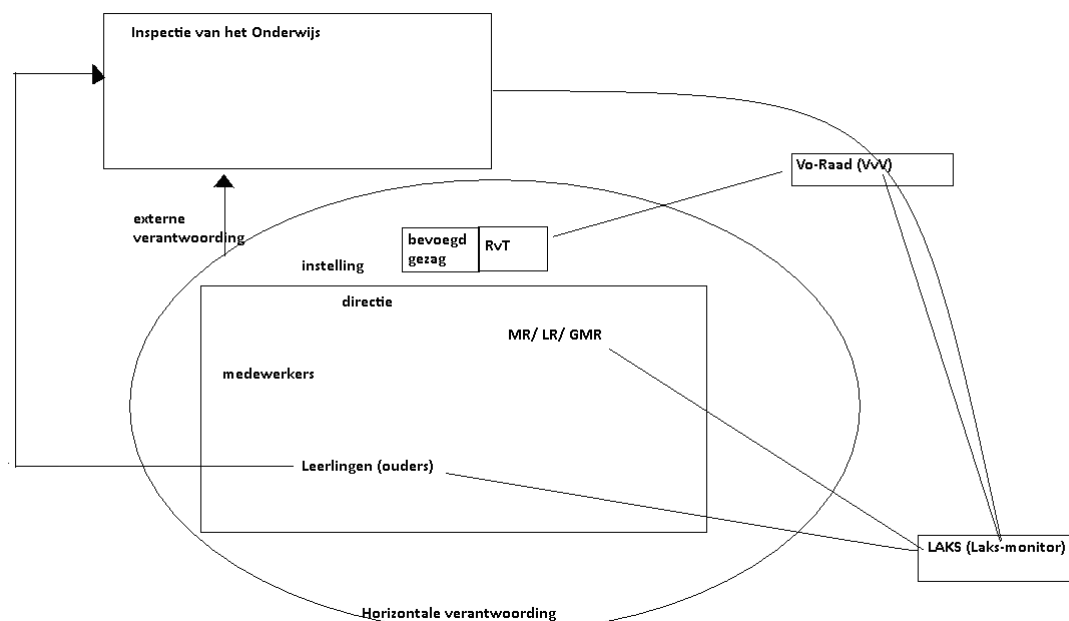 Inspectie van het Onderwijs
Vo-Raad (VvV)
externe
verantwoording
bevoegd
gezag
RvT
instelling
directie
MR/ LR/ GMR
medewerkers
Leerlingen (ouders)
LAKS (Laks-monitor)
Horizontale verantwoording